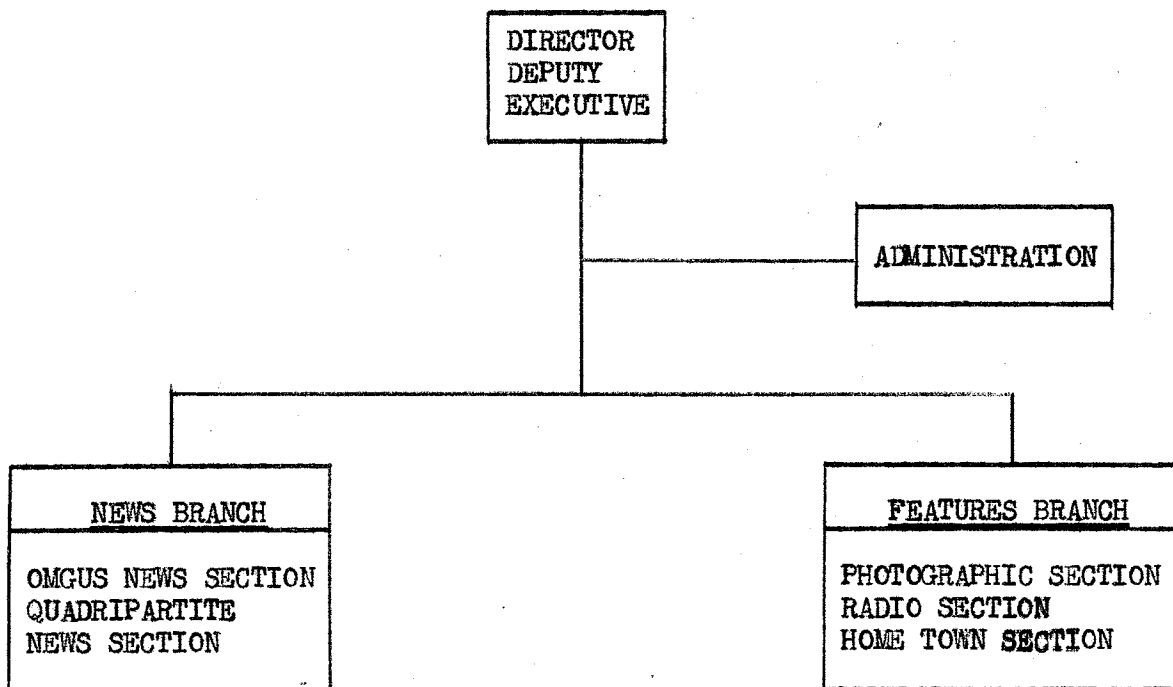 DIRECTOR
DEPUTY
EXECUTIVE
ADMINISTRATION
NEWS BRANCH
OMGUS NEWS SECTION
QUADRIPARTITE
NEWS SECTION
FEATURES BRANCH
PHOTOGRAPHIC SECTION
RADIO SECTION
HOME TOWN SECTION